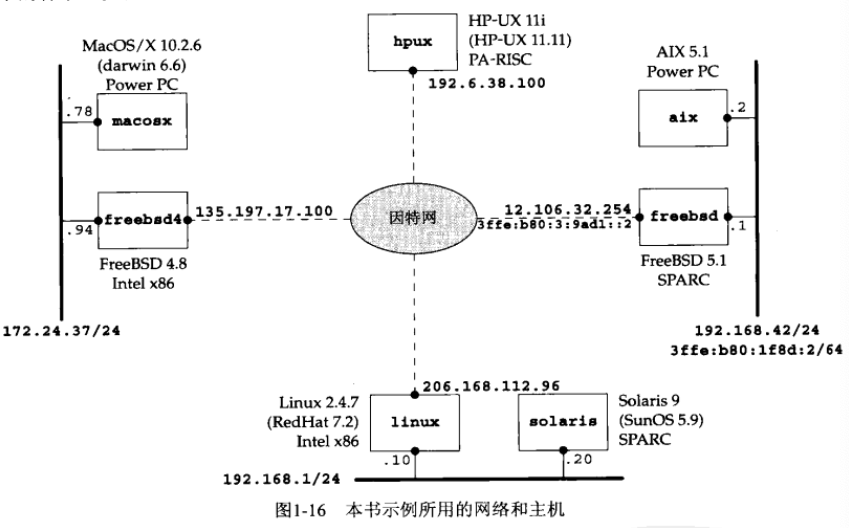 HP-UX 11i
(HP-UX 11.11)
PA-RISC
hpux
192.6.38.100
MacOS/X 10.2.6
(darwin 6.6)
Power PC
.78
macosx
AIX 5.1
Power PC
aix
.2
freebsd4
135.197.17.100
.94
FreeBSD 4.8
Intel x86
172.24.37/24
因特网
12.106.32.254
3ffe:b80:3:9ad1::2
freebsd
.1
FreeBSD 5.1
SPARC
192.168.42/24
3ffe:b80:1f8d:2/64
206.168.112.96
Linux 2.4.7
(RedHat 7.2)
Intel x86
linux
.10
solaris
.20
Solaris 9
(SunOS 5.9)
SPARC
192.168.1/24
图1-16 本书示例所用的网络和主机